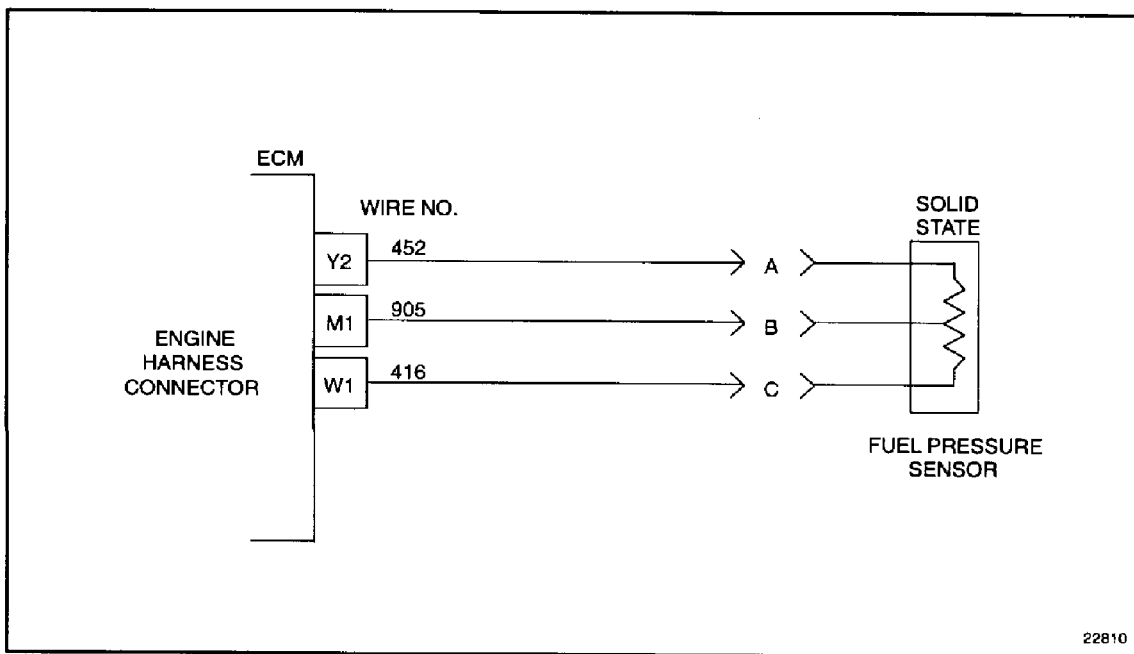 ECM
WIRE NO.
SOLID
STATE
Y2
452
A
M1
905
B
W1
416
C
ENGINE
HARNESS
CONNECTOR
FUEL PRESSURE
SENSOR
22810